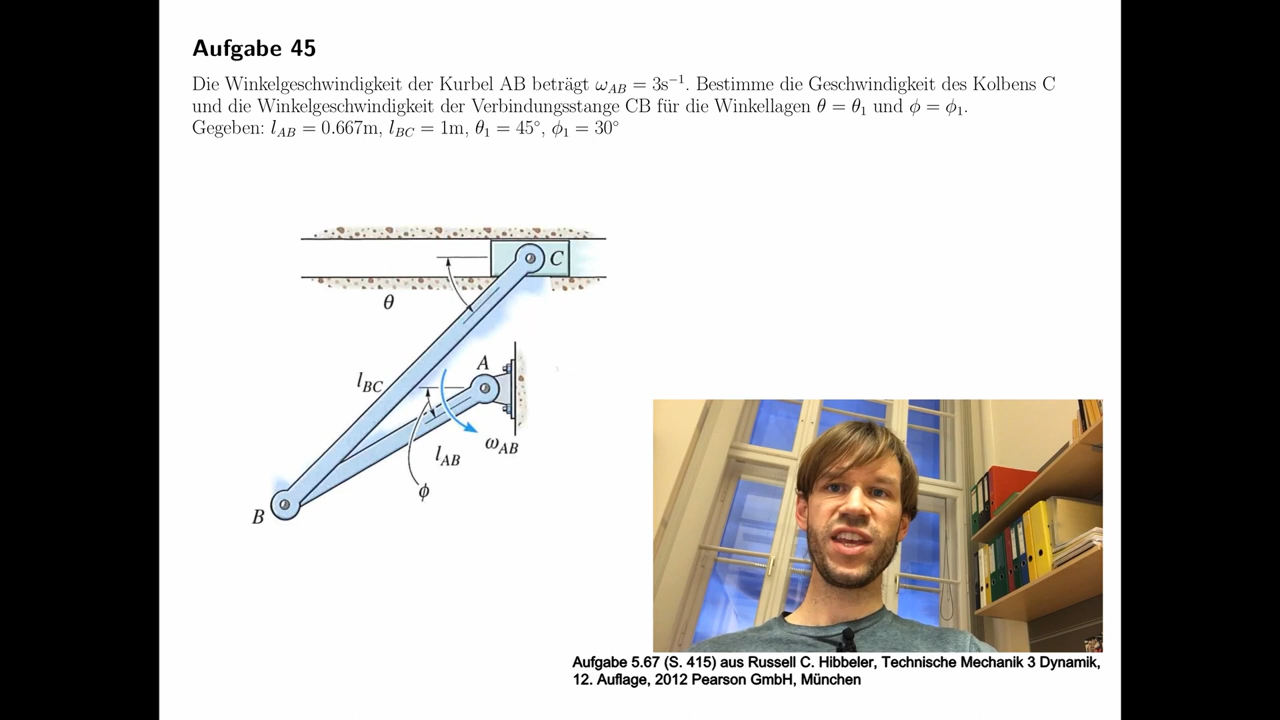 Aufgabe 45
Die Winkelgeschwindigkeit der Kurbel AB beträgt ω_AB = 3s⁻¹. Bestimme die Geschwindigkeit des Kolbens C
und die Winkelgeschwindigkeit der Verbindungsstange CB für die Winkellagen θ = θ₁ und ϕ = ϕ₁.
Gegeben: l_AB = 0.667m, l_BC = 1m, θ₁ = 45°, ϕ₁ = 30°
C
θ
A
l_BC
ω_AB
l_AB
ϕ
B
Aufgabe 5.67 (S. 415) aus Russell C. Hibbeler, Technische Mechanik 3 Dynamik,
12. Auflage, 2012 Pearson GmbH, München